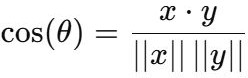 cos(θ) = x · y / ||x|| ||y||